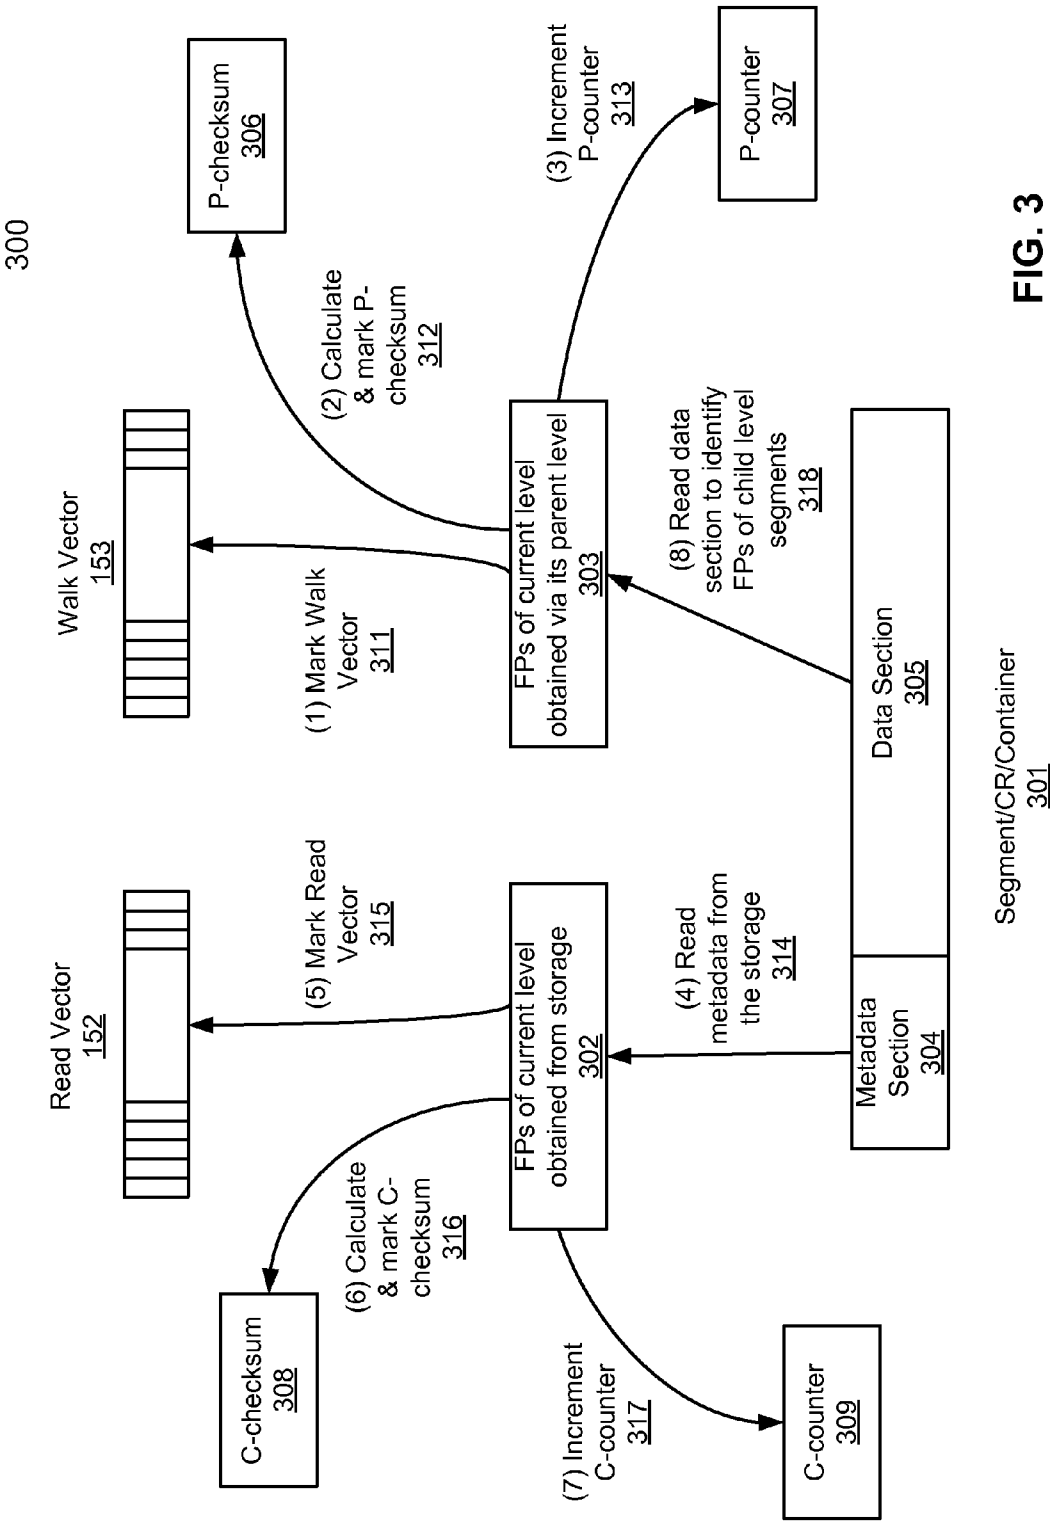 300
Read Vector
152
Walk Vector
153
C-checksum
308
P-checksum
306
(6) Calculate
& mark C-
checksum
316
(5) Mark Read
Vector
315
(1) Mark Walk
Vector
311
(2) Calculate
& mark P-
checksum
312
(7) Increment
C-counter
317
FPs of current level
obtained from storage
302
FPs of current level
obtained via its parent level
303
(3) Increment
P-counter
313
C-counter
309
(4) Read
metadata from
the storage
314
(8) Read data
section to identify
FPs of child level
segments
318
P-counter
307
Metadata
Section
304
Data Section
305
Segment/CR/Container
301
FIG. 3